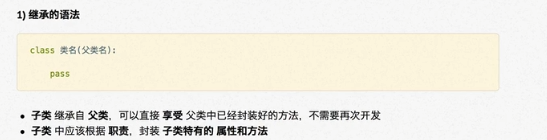 1) 继承的语法
class 类名(父类名):
pass
子类 继承自 父类，可以直接 享受 父类中已经封装好的方法，不需要再次开发
子类 中应该根据 职责，封装 子类特有的 属性和方法